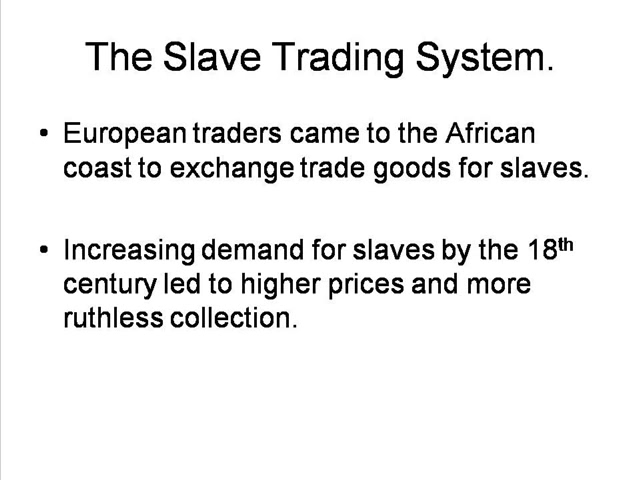 The Slave Trading System.
• European traders came to the African
coast to exchange trade goods for slaves.
• Increasing demand for slaves by the 18th
century led to higher prices and more
ruthless collection.